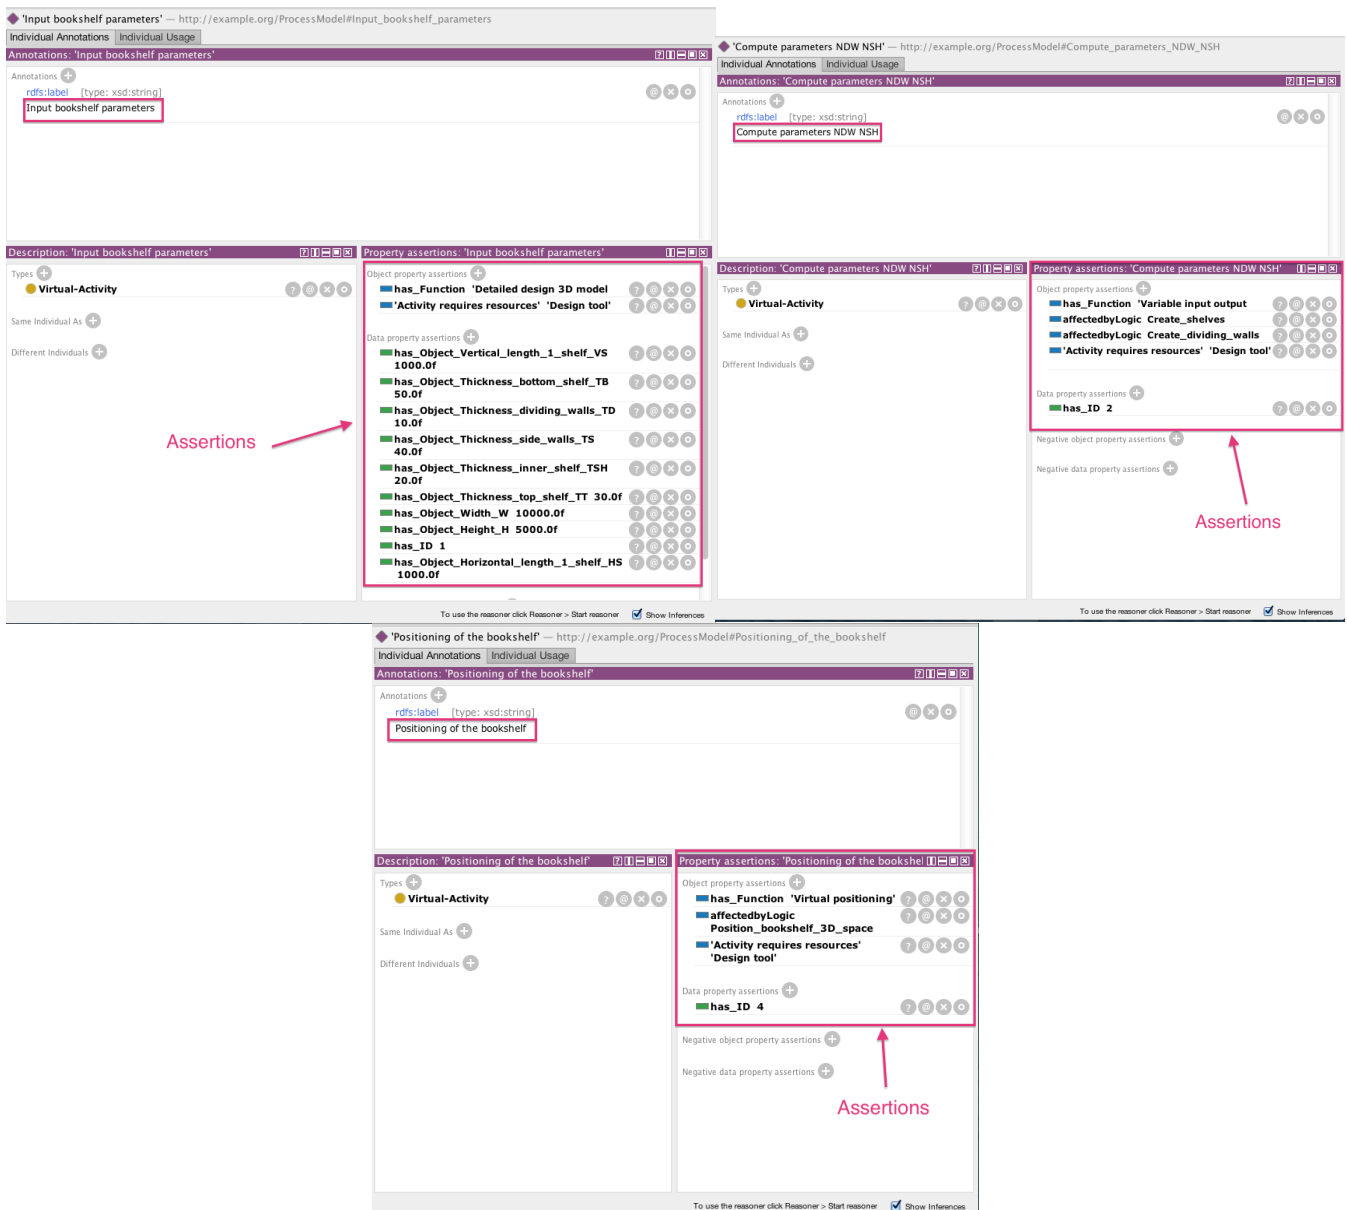 'Input bookshelf parameters' — http://example.org/ProcessModel#Input_bookshelf_parameters
Individual Annotations Individual Usage
Annotations: 'Input bookshelf parameters'
Annotations
rdfs:label [type: xsd:string]
Input bookshelf parameters
Description: 'Input bookshelf parameters'
Types
Virtual-Activity
Same Individual As
Different Individuals
Property assertions: 'Input bookshelf parameters'
Object property assertions
has_Function 'Detailed design 3D model
'Activity requires resources' 'Design tool'
Data property assertions
has_Object_Vertical_length_1_shelf_VS
1000.0f
has_Object_Thickness_bottom_shelf_TB
50.0f
has_Object_Thickness_dividing_walls_TD
10.0f
has_Object_Thickness_side_walls_TS
40.0f
has_Object_Thickness_inner_shelf_TSH
20.0f
has_Object_Thickness_top_shelf_TT 30.0f
has_Object_Width_W 10000.0f
has_Object_Height_H 5000.0f
has_ID 1
has_Object_Horizontal_length_1_shelf_HS
1000.0f
Assertions
To use the reasoner click Reasoner > Start reasoner Show Inferences
'Compute parameters NDW NSH' — http://example.org/ProcessModel#Compute_parameters_NDW_NSH
Individual Annotations Individual Usage
Annotations: 'Compute parameters NDW NSH'
Annotations
rdfs:label [type: xsd:string]
Compute parameters NDW NSH
Description: 'Compute parameters NDW NSH'
Types
Virtual-Activity
Same Individual As
Different Individuals
Property assertions: 'Compute parameters NDW NSH'
Object property assertions
has_Function 'Variable input output
affectedbyLogic Create_shelves
affectedbyLogic Create_dividing_walls
'Activity requires resources' 'Design tool'
Data property assertions
has_ID 2
Negative object property assertions
Negative data property assertions
Assertions
To use the reasoner click Reasoner > Start reasoner Show Inferences
'Positioning of the bookshelf' — http://example.org/ProcessModel#Positioning_of_the_bookshelf
Individual Annotations Individual Usage
Annotations: 'Positioning of the bookshelf'
Annotations
rdfs:label [type: xsd:string]
Positioning of the bookshelf
Description: 'Positioning of the bookshelf'
Types
Virtual-Activity
Same Individual As
Different Individuals
Property assertions: 'Positioning of the bookshel
Object property assertions
has_Function 'Virtual positioning'
affectedbyLogic
Position_bookshelf_3D_space
'Activity requires resources'
'Design tool'
Data property assertions
has_ID 4
Negative object property assertions
Negative data property assertions
Assertions
To use the reasoner click Reasoner > Start reasoner Show Inferences